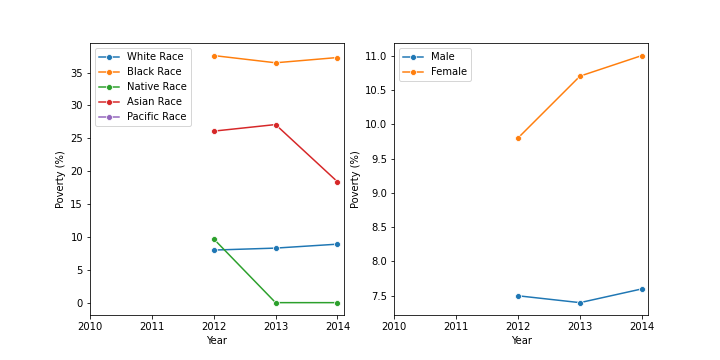 White Race
Black Race
Native Race
Asian Race
Pacific Race
35
30
25
20
15
10
5
0
Poverty (%)
2010 2011 2012 2013 2014
Year
Male
Female
11.0
10.5
10.0
9.5
9.0
8.5
8.0
7.5
Poverty (%)
2010 2011 2012 2013 2014
Year